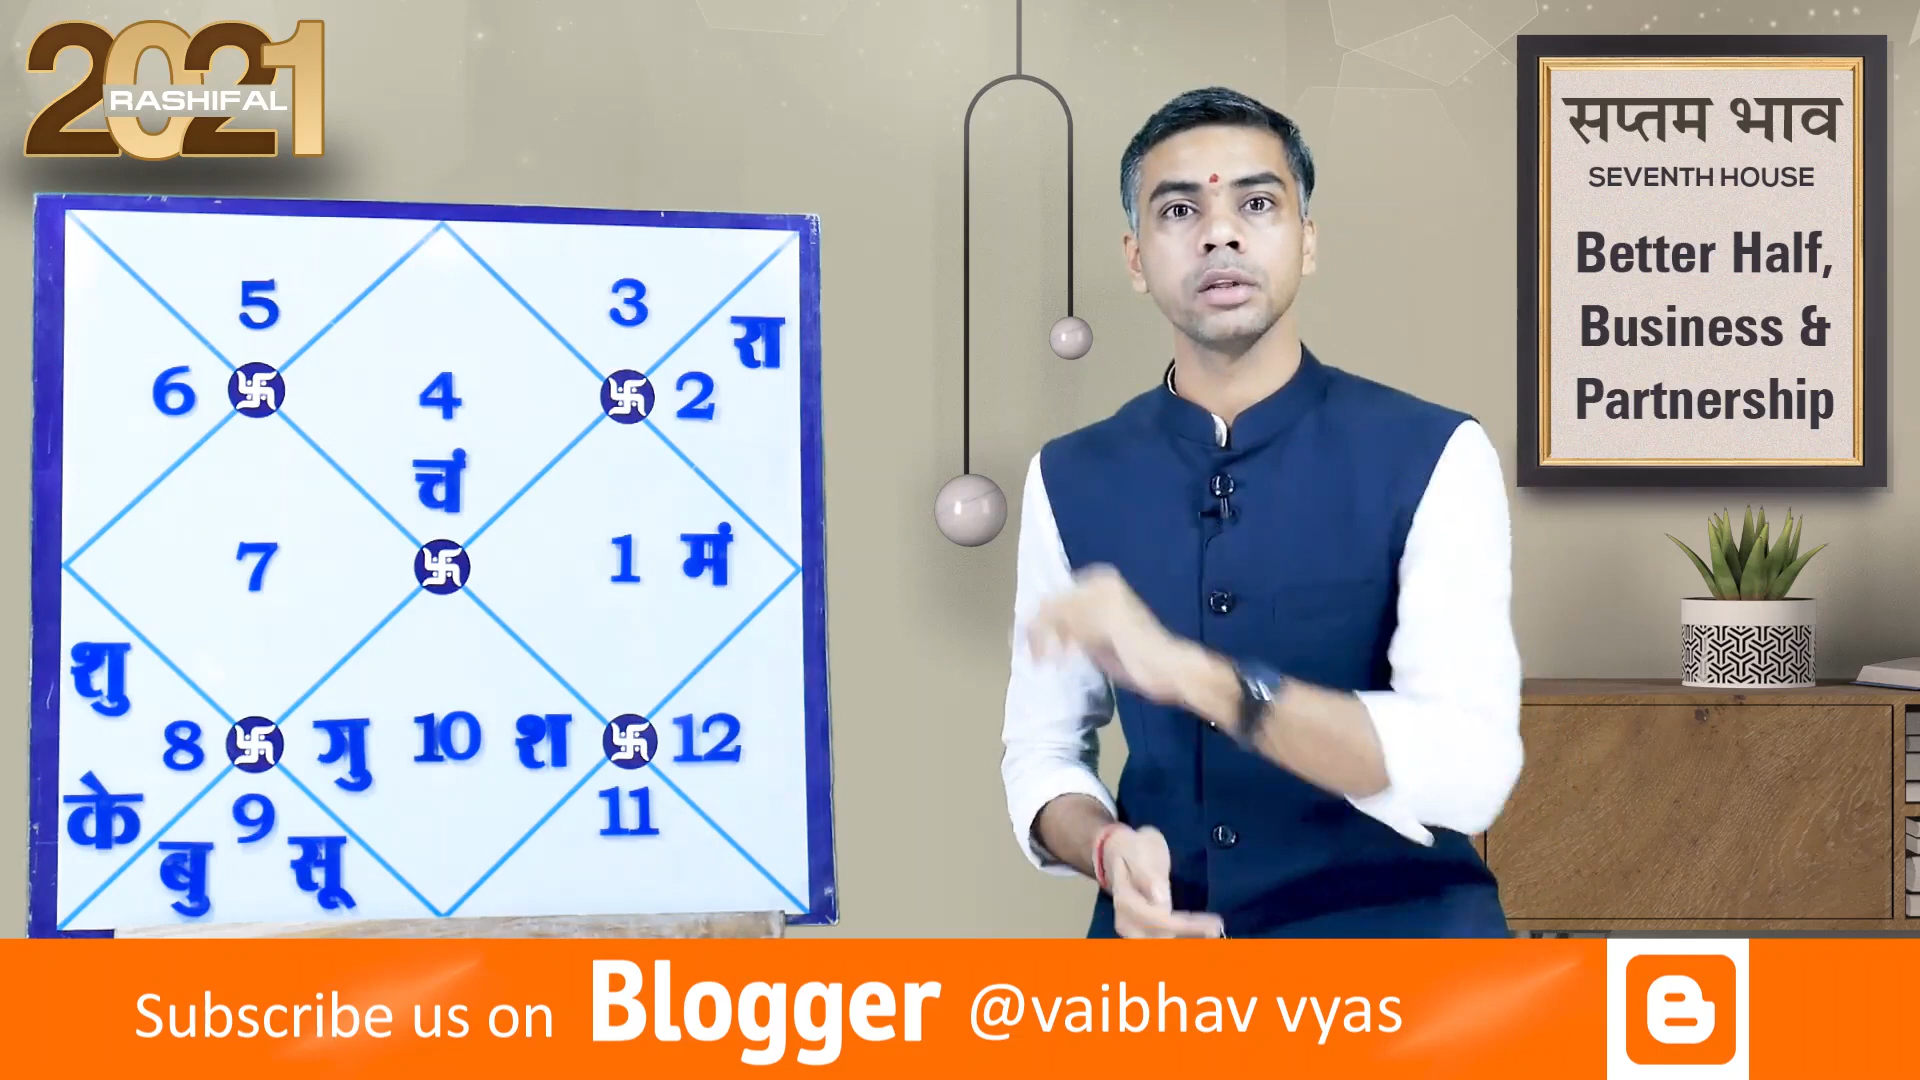 2021
RASHIFAL
सप्तम भाव
SEVENTH HOUSE
Better Half,
Business &
Partnership
5
3
रा
6
4
2
चं
7
1 मं
शु
8
गु 10 श
12
के
9
11
बु
सू
Subscribe us on Blogger @vaibhav vyas